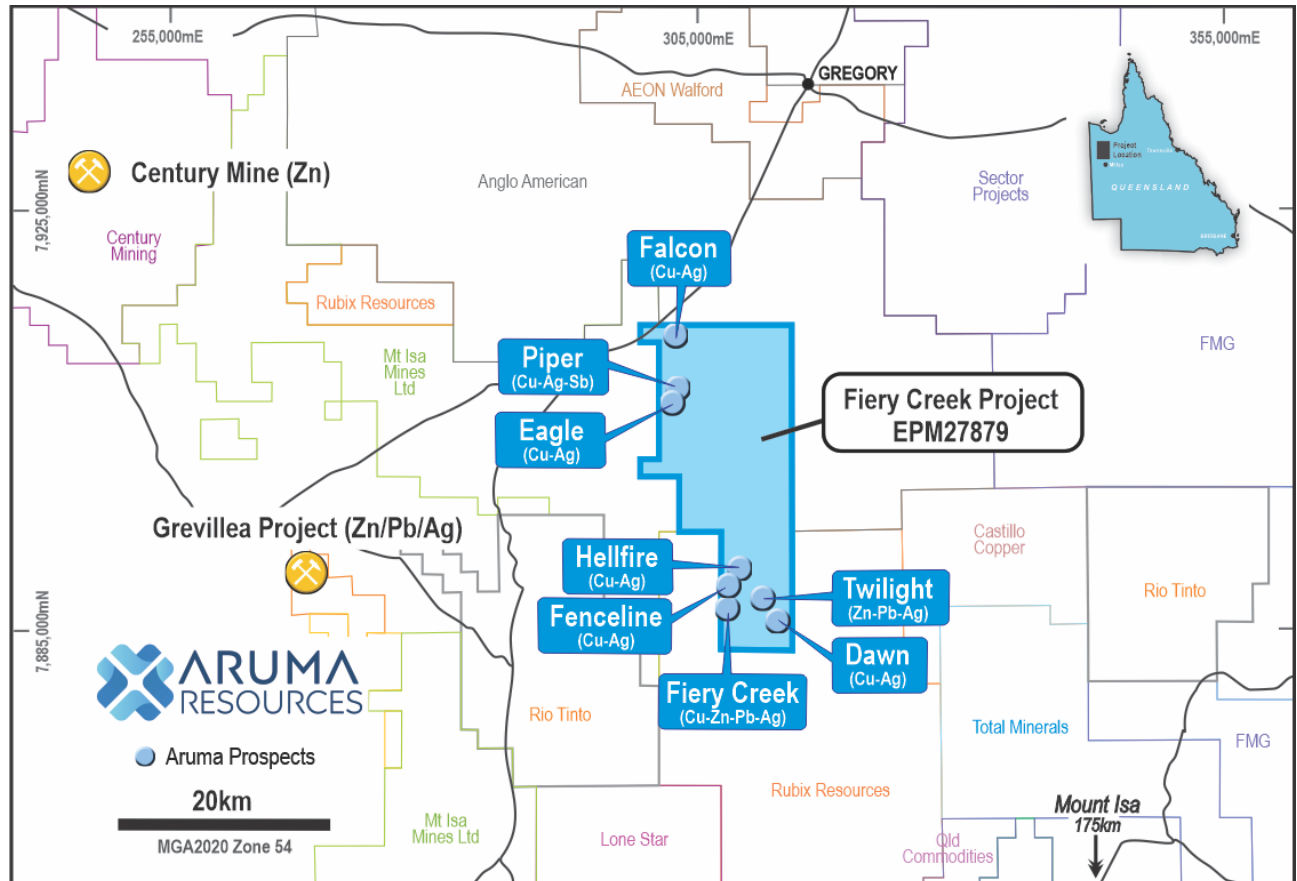 255,000mE
305,000mE
355,000mE
GREGORY
AEON Walford
Project
Location
Townsville
Mt Isa
QUEENSLAND
BRISBANE
Century Mine (Zn)
Anglo American
Sector
Projects
7,925,000mN
Century
Mining
Falcon
(Cu-Ag)
Rubix Resources
FMG
Mt Isa
Mines
Ltd
Piper
(Cu-Ag-Sb)
Eagle
(Cu-Ag)
Fiery Creek Project
EPM27879
Grevillea Project (Zn/Pb/Ag)
Castillo
Copper
Hellfire
(Cu-Ag)
Fenceline
(Cu-Ag)
Twilight
(Zn-Pb-Ag)
Rio Tinto
7,885,000mN
Dawn
(Cu-Ag)
ARUMA
RESOURCES
Fiery Creek
(Cu-Zn-Pb-Ag)
Rio Tinto
Total Minerals
FMG
Aruma Prospects
Rubix Resources
20km
MGA2020 Zone 54
Mt Isa
Mines Ltd
Lone Star
Mount Isa
175km
Qld
Commodities